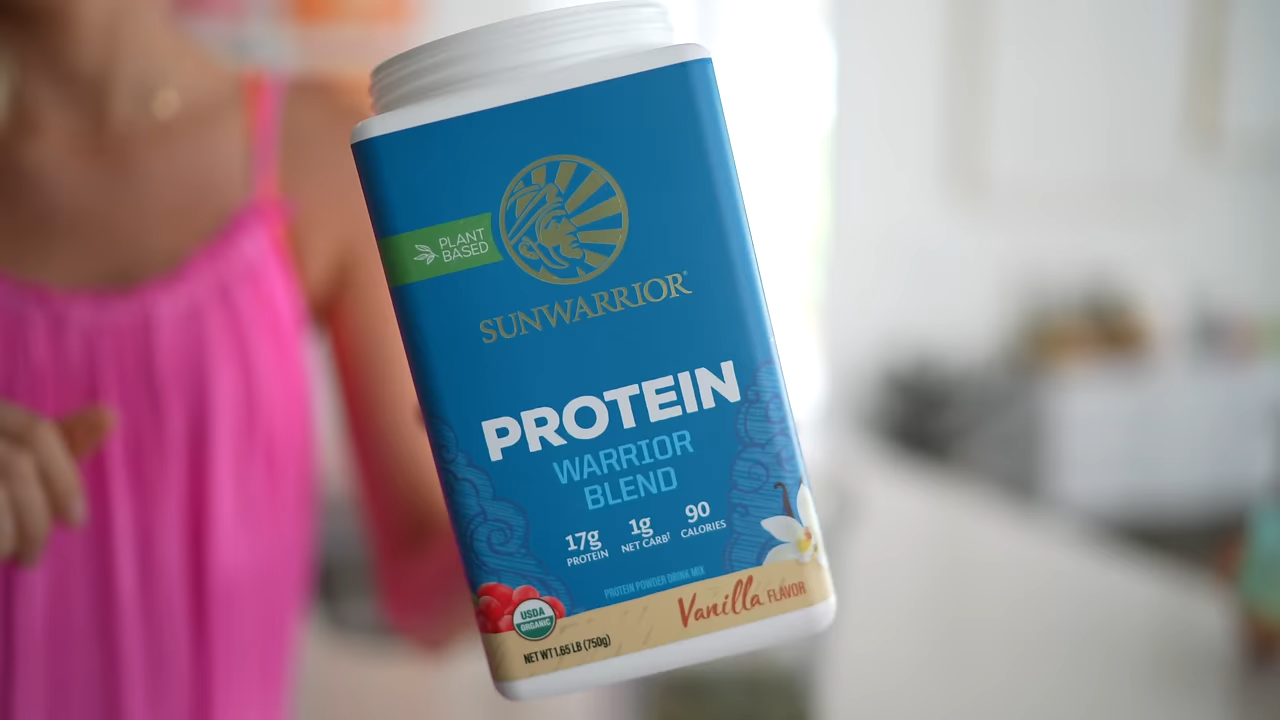 PLANT
BASED
SUNWARRIOR®
PROTEIN
WARRIOR
BLEND
17g
PROTEIN
1g
NET CARB†
90
CALORIES
PROTEIN POWDER DRINK MIX
Vanilla FLAVOR
USDA
ORGANIC
NET WT 1.65 LB (750g)